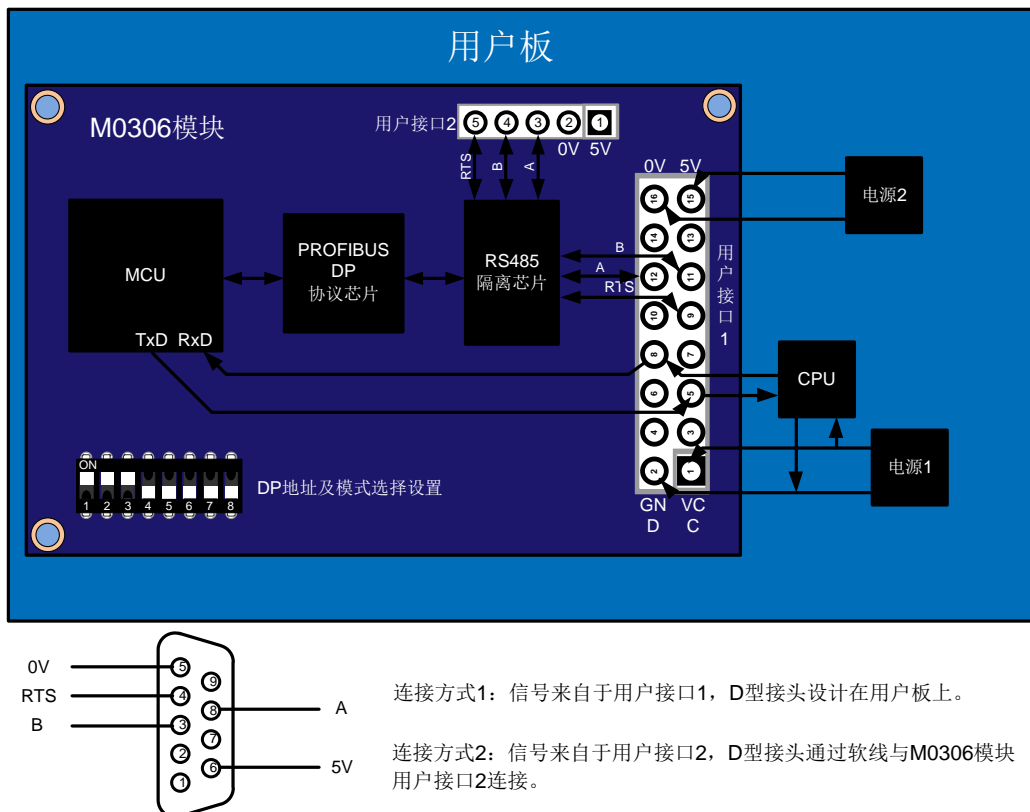 用户板
M0306模块
用户接口2
5 4 3 2 1
0V 5V
RTS B A
MCU
TxD RxD
PROFIBUS
DP
协议芯片
RS485
隔离芯片
B
A
RTS
0V 5V
16 15
14 13
12 11
10 9
8 7
6 5
4 3
2 1
GN
D
VC
C
用户接口1
电源2
CPU
电源1
ON
1 2 3 4 5 6 7 8
DP地址及模式选择设置
0V
RTS
B
5
4
3
2
1
9
8
7
6
A
5V
连接方式1：信号来自于用户接口1，D型接头设计在用户板上。
连接方式2：信号来自于用户接口2，D型接头通过软线与M0306模块
用户接口2连接。